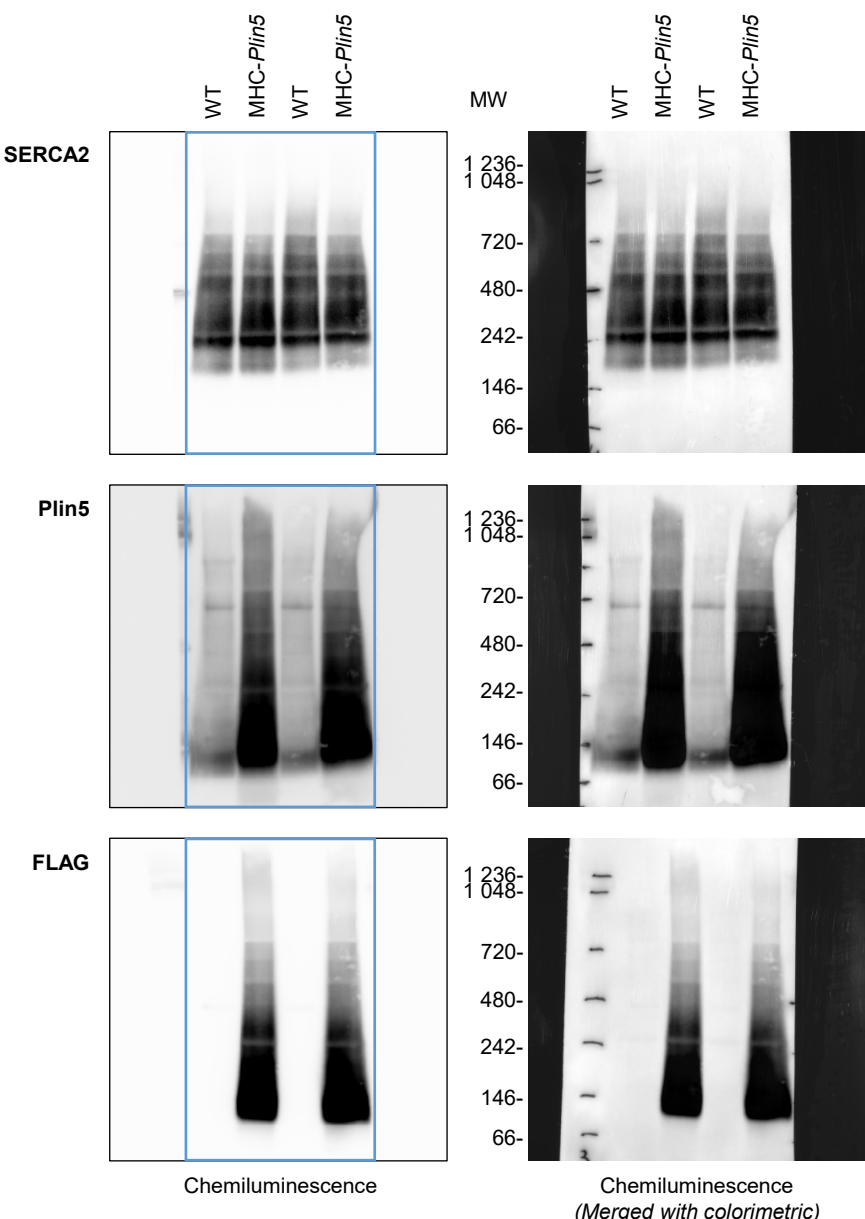 WT
MHC-Plin5
WT
MHC-Plin5
MW
WT
MHC-Plin5
WT
MHC-Plin5
SERCA2
1 236-
1 048-
720-
480-
242-
146-
66-
Plin5
1 236-
1 048-
720-
480-
242-
146-
66-
FLAG
1 236-
1 048-
720-
480-
242-
146-
66-
3
Chemiluminescence
Chemiluminescence
(Merged with colorimetric)